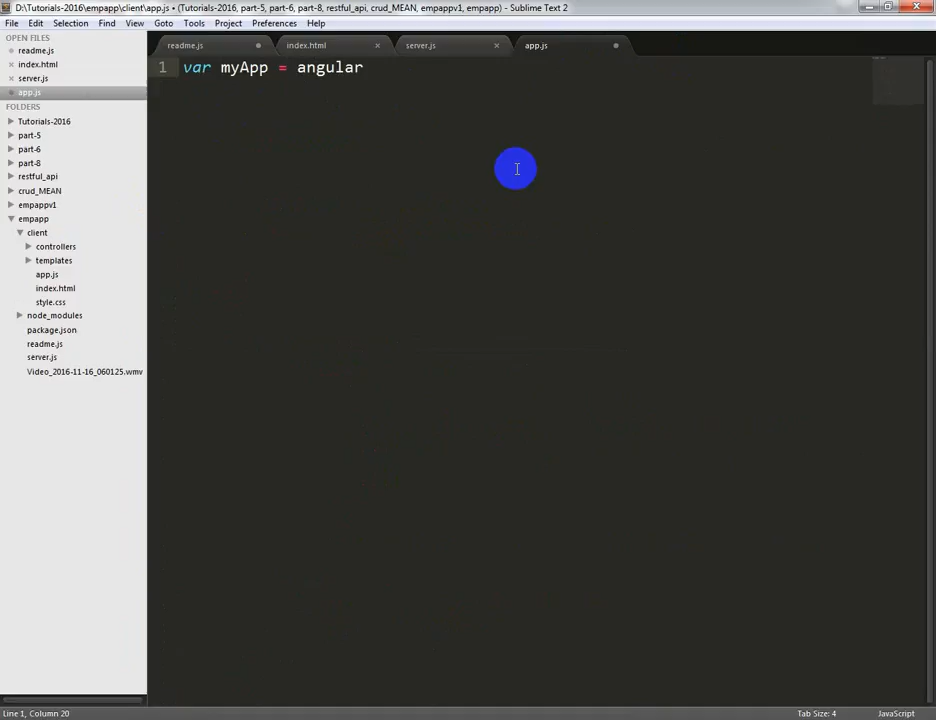 D:\Tutorials-2016\empapp\client\app.js • (Tutorials-2016, part-5, part-6, part-8, restful_api, crud_MEAN, empappv1, empapp) - Sublime Text 2
File Edit Selection Find View Goto Tools Project Preferences Help
OPEN FILES
readme.js
index.html
server.js
app.js
FOLDERS
Tutorials-2016
part-5
part-6
part-8
restful_api
crud_MEAN
empappv1
empapp
client
controllers
templates
app.js
index.html
style.css
node_modules
package.json
readme.js
server.js
Video_2016-11-16_060125.wmv
readme.js index.html server.js app.js
1 var myApp = angular
Line 1, Column 20 Tab Size: 4 JavaScript